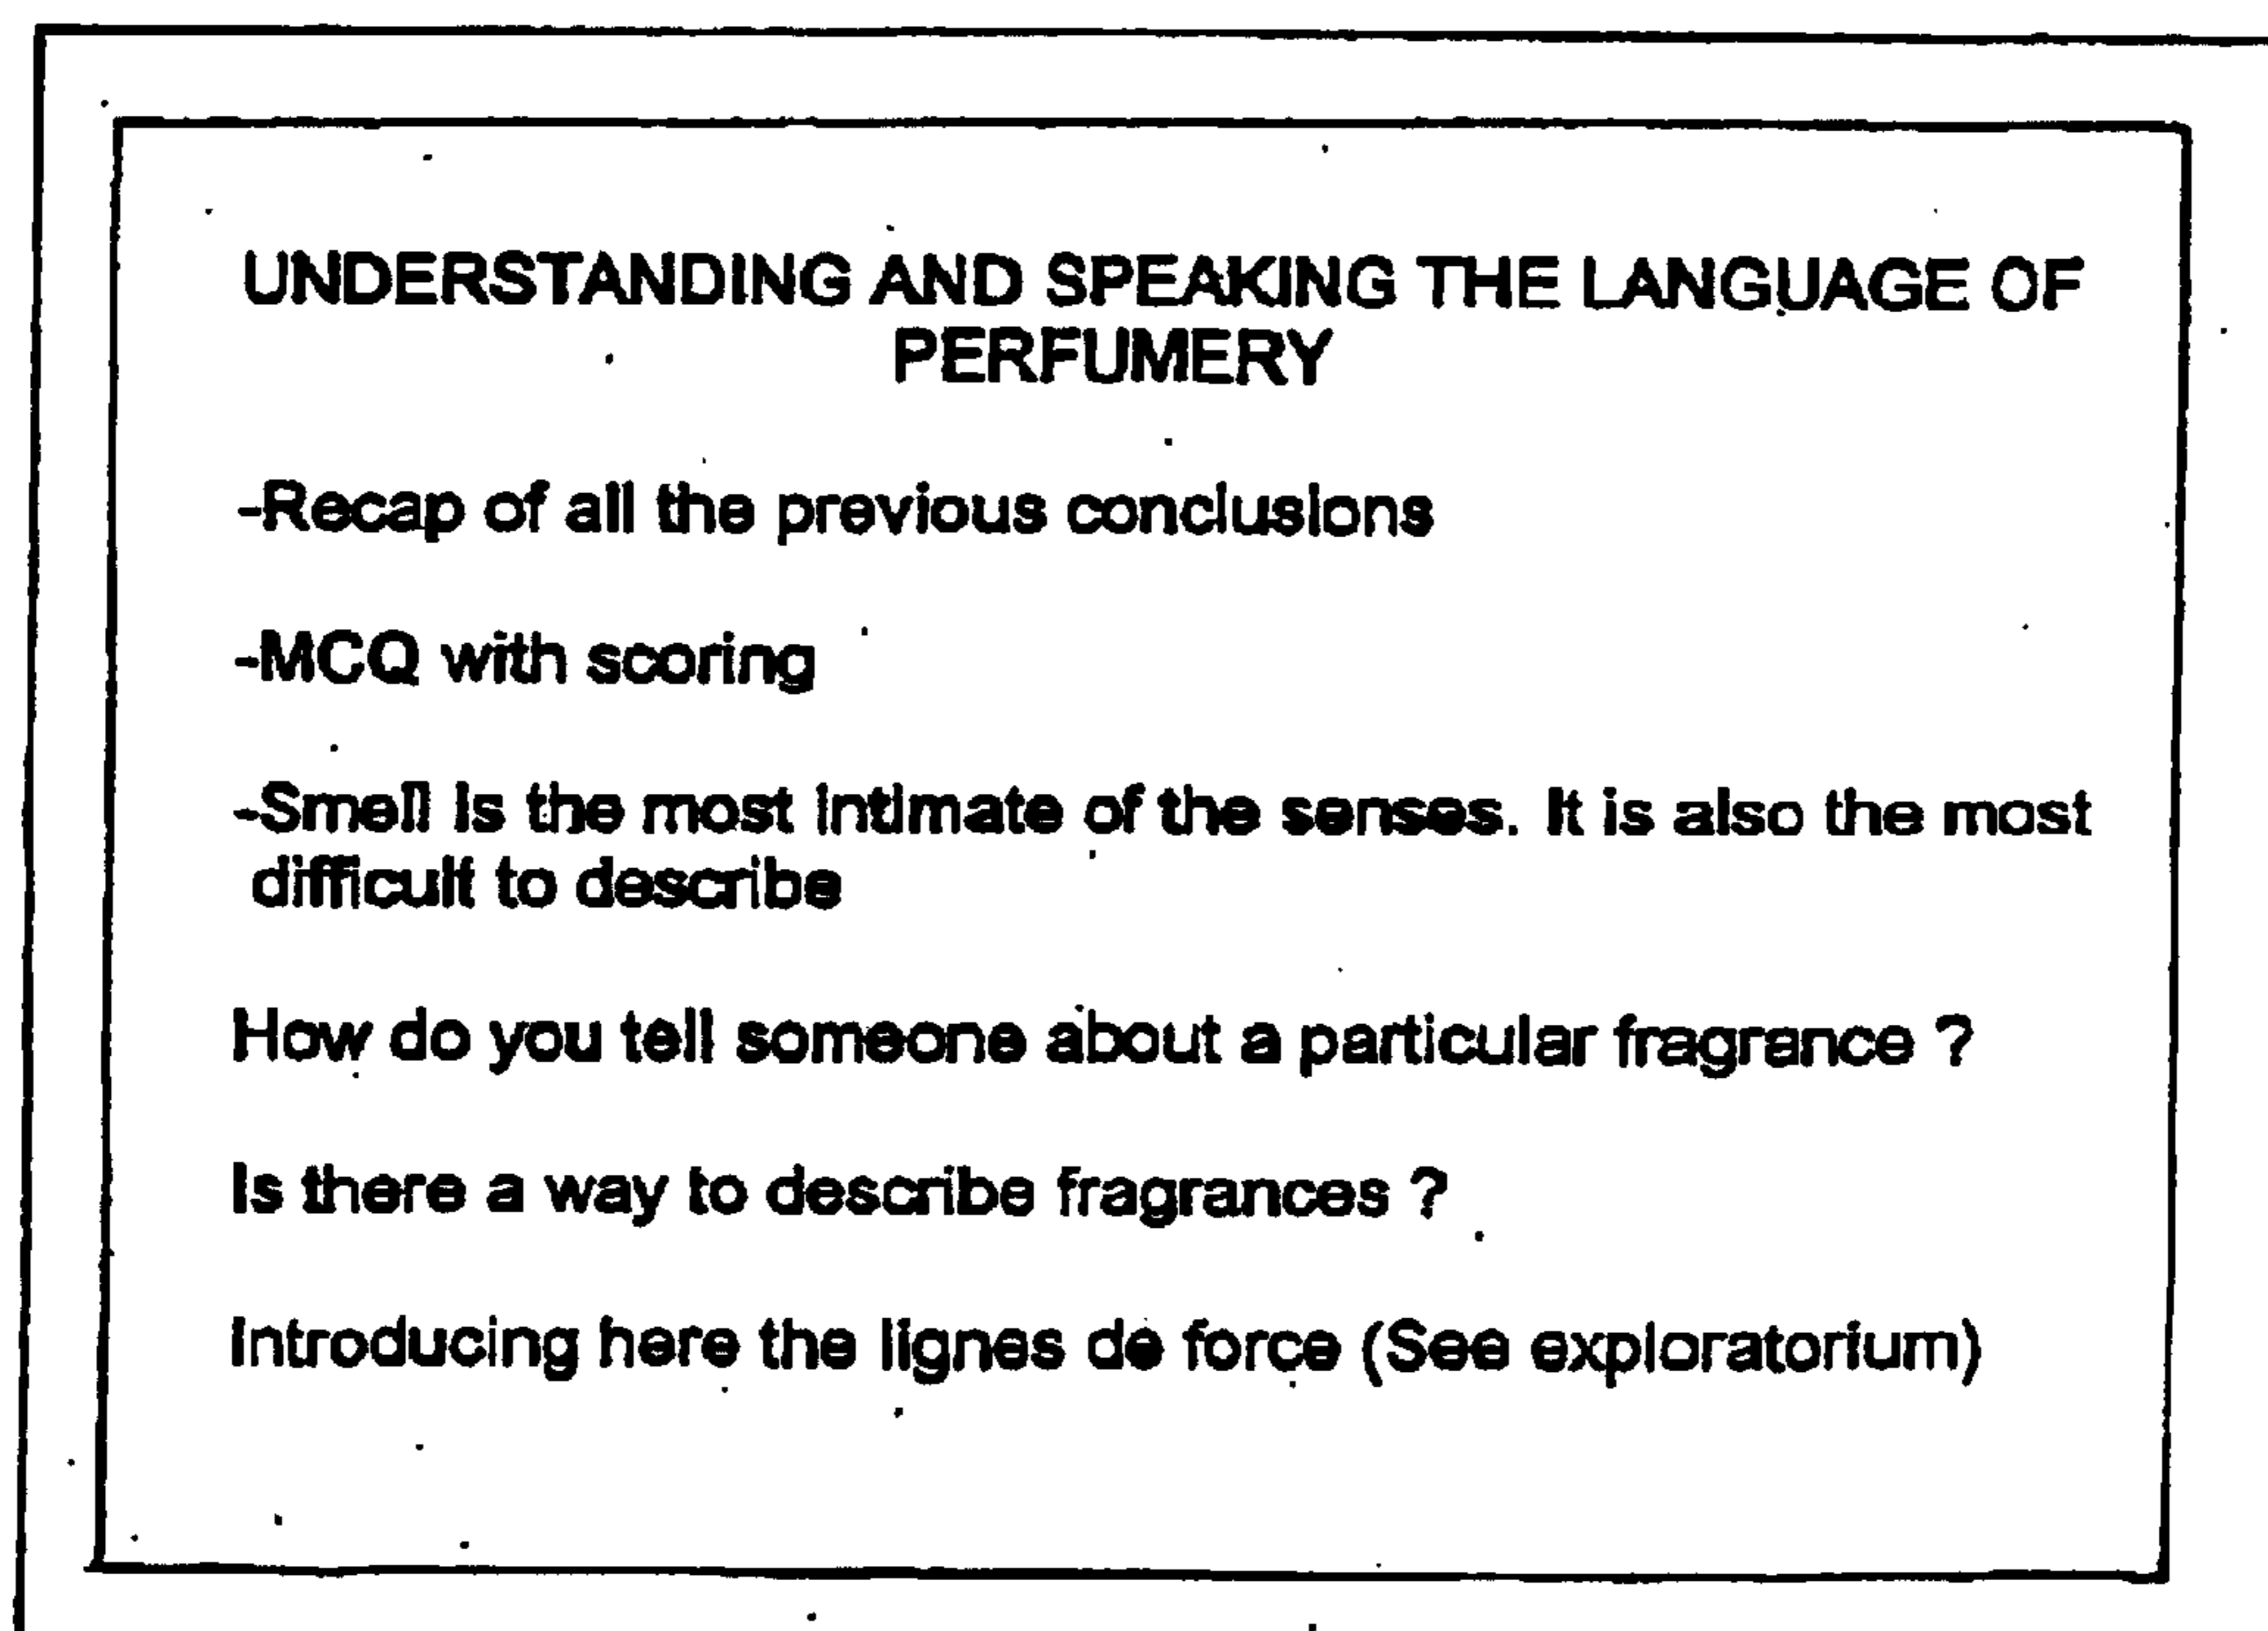 UNDERSTANDING AND SPEAKING THE LANGUAGE OF
PERFUMERY
-Recap of all the previous conclusions
-MCQ with scoring
-Smell is the most intimate of the senses. It is also the most
difficult to describe
How do you tell someone about a particular fragrance ?
Is there a way to describe fragrances ?
Introducing here the lignes de force (See exploratorium)